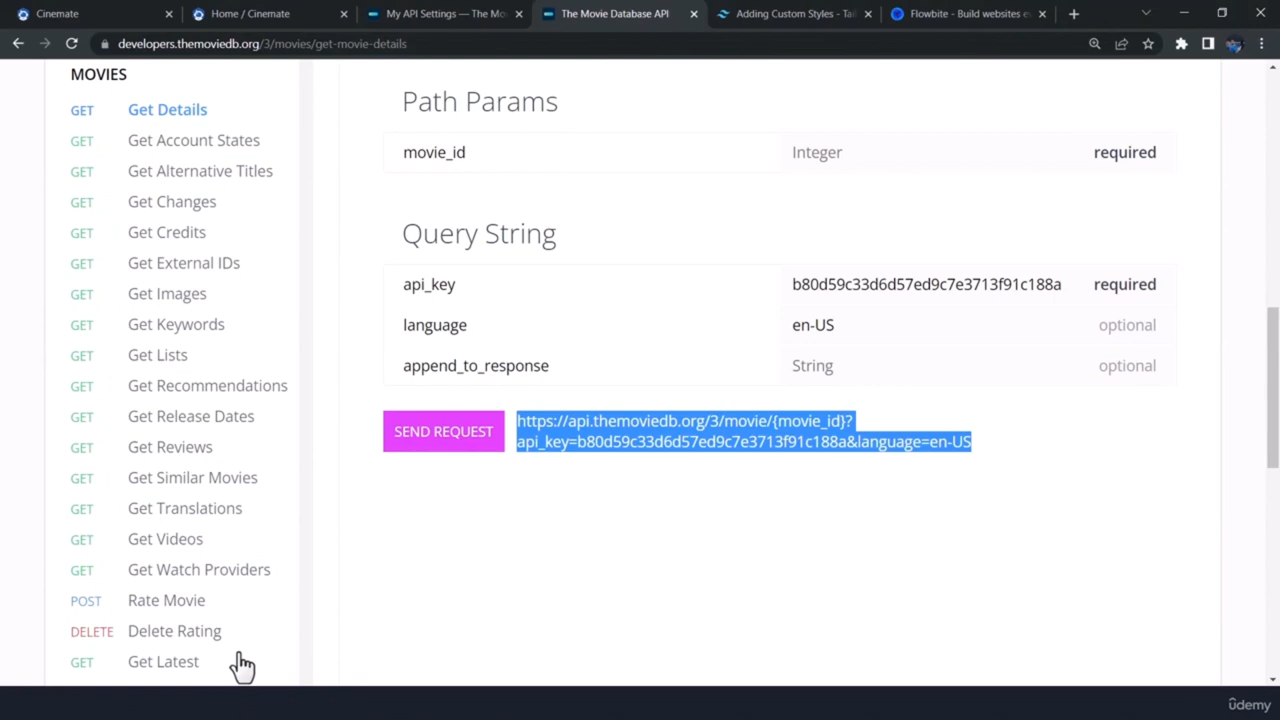 Cinemate
Home / Cinemate
My API Settings — The Mo
The Movie Database API
Adding Custom Styles - Tail
Flowbite - Build websites ev
developers.themoviedb.org/3/movies/get-movie-details
MOVIES
GET Get Details
GET Get Account States
GET Get Alternative Titles
GET Get Changes
GET Get Credits
GET Get External IDs
GET Get Images
GET Get Keywords
GET Get Lists
GET Get Recommendations
GET Get Release Dates
GET Get Reviews
GET Get Similar Movies
GET Get Translations
GET Get Videos
GET Get Watch Providers
POST Rate Movie
DELETE Delete Rating
GET Get Latest
Path Params
movie_id Integer required
Query String
api_key b80d59c33d6d57ed9c7e3713f91c188a required
language en-US optional
append_to_response String optional
SEND REQUEST
https://api.themoviedb.org/3/movie/{movie_id}?
api_key=b80d59c33d6d57ed9c7e3713f91c188a&language=en-US
ûdemy